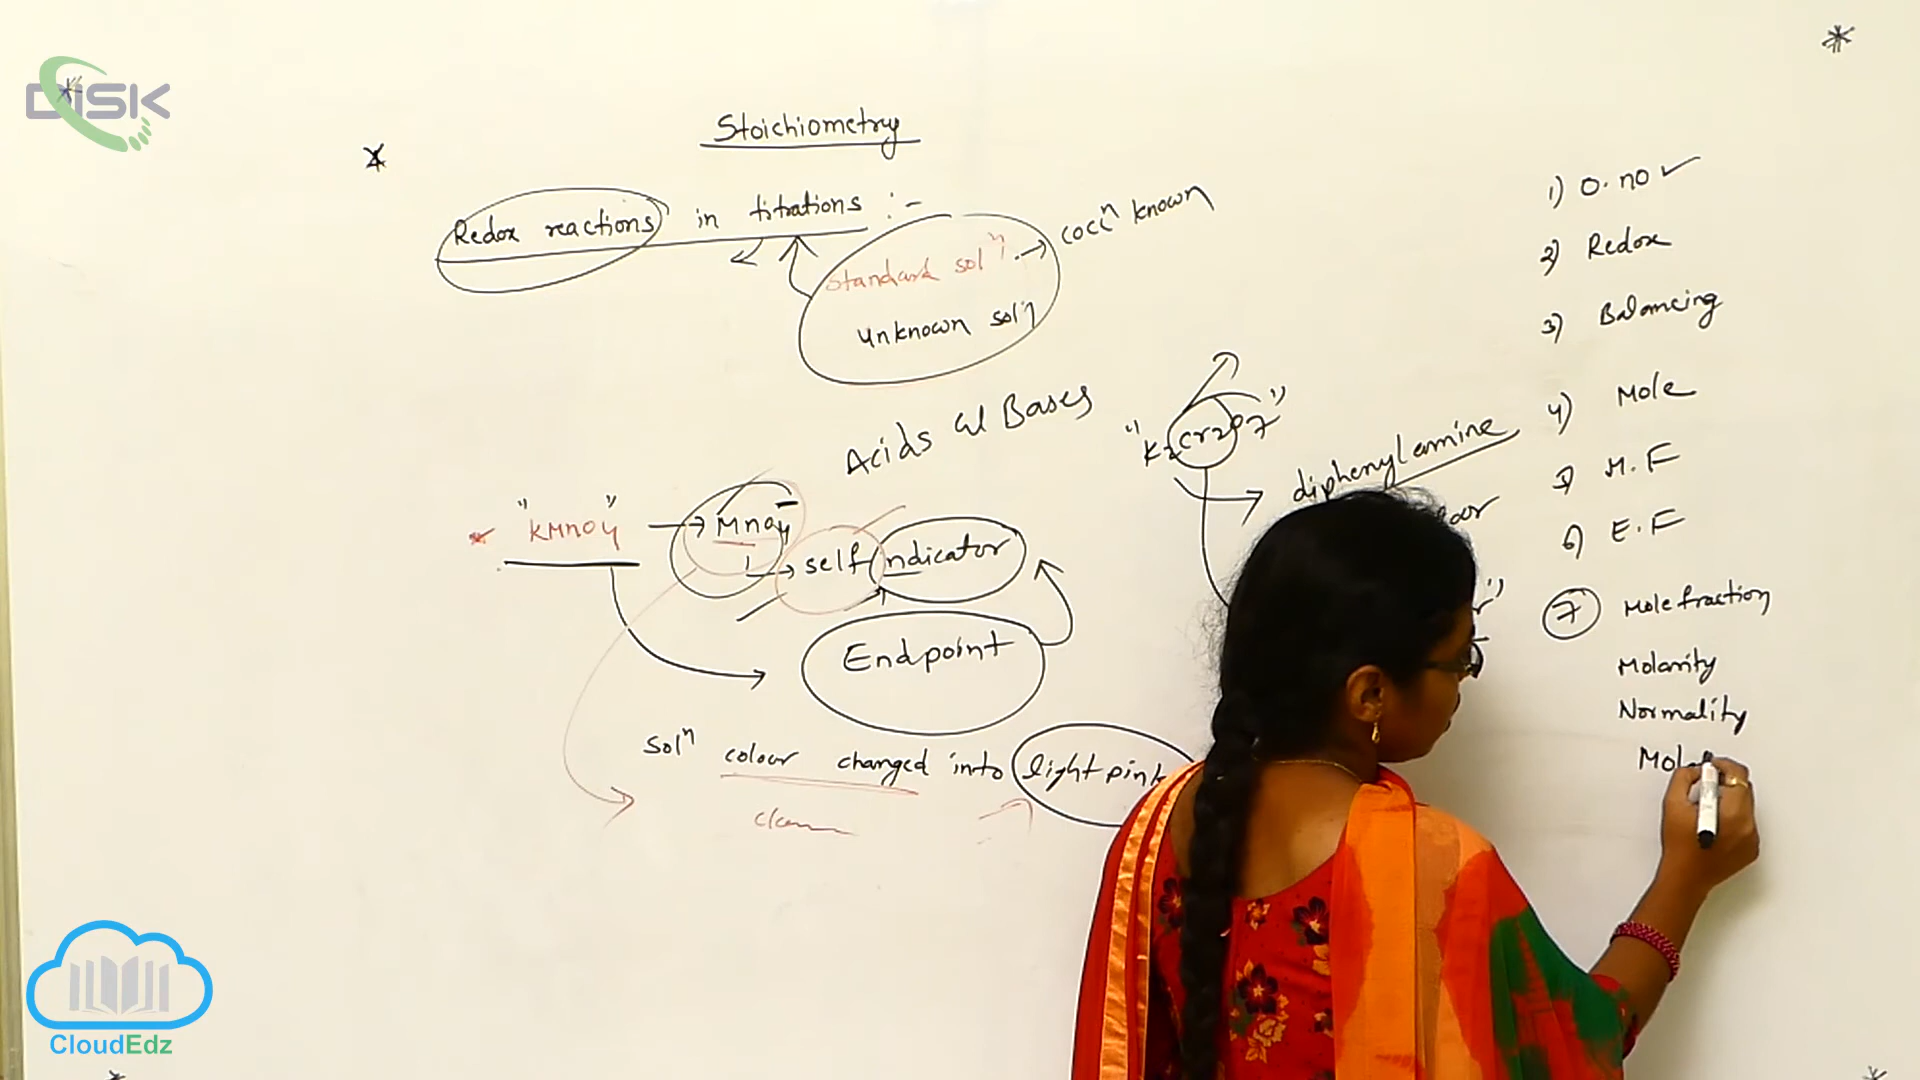 DISK
Stoichiometry
Redox reactions in titrations :-
standard solⁿ. → cocⁿ known
unknown solⁿ
Acids & Bases
"K2Cr2O7"
diphenylamine
"KMnO4" → MnO4⁻
→ self indicator
Endpoint
solⁿ colour changed into light pink
1) O. no ✓
2) Redox
3) Balancing
4) Mole
5) M. F
6) E. F
7 Mole fraction
Molarity
Normality
Mol
CloudEdz